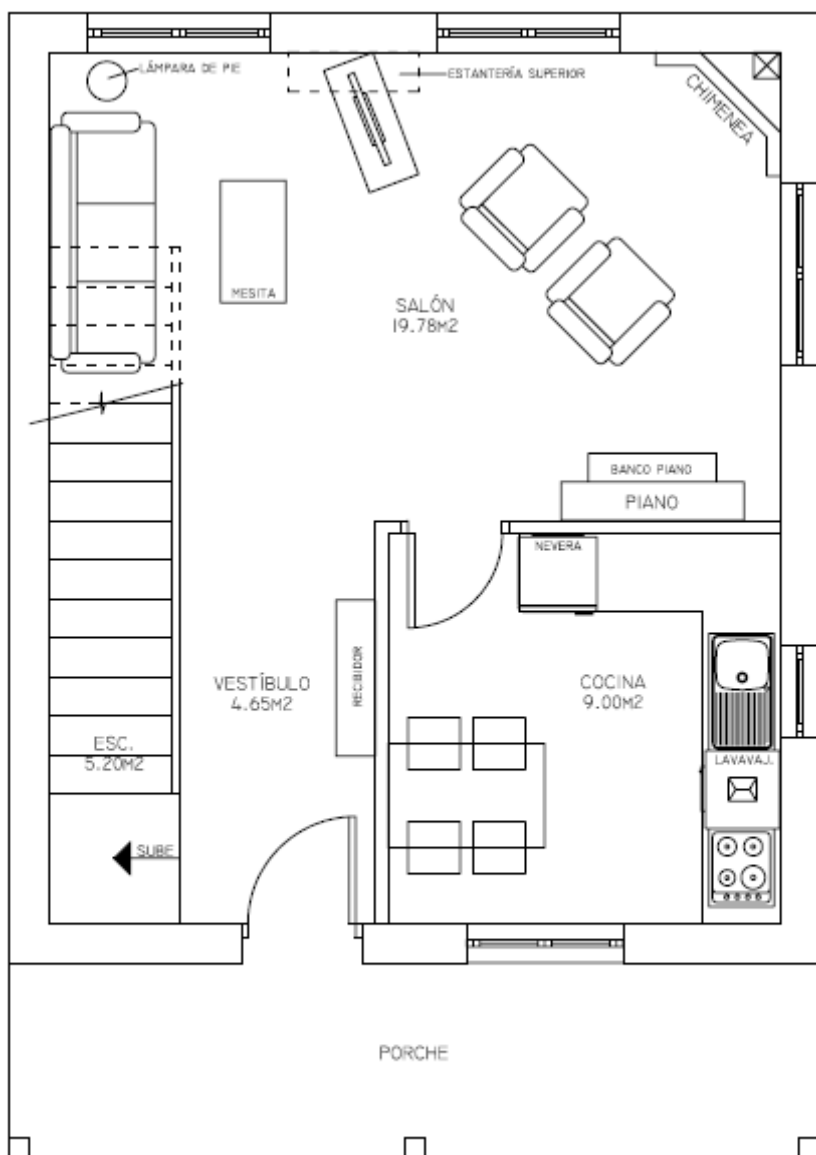 LÁMPARA DE PIE
ESTANTERÍA SUPERIOR
CHIMENEA
MESITA
SALÓN
19.78M2
BANCO PIANO
PIANO
NEVERA
RECIBIDOR
VESTÍBULO
4.65M2
COCINA
9.00M2
ESC.
5.20M2
LAVAVAJ.
SUBE
PORCHE